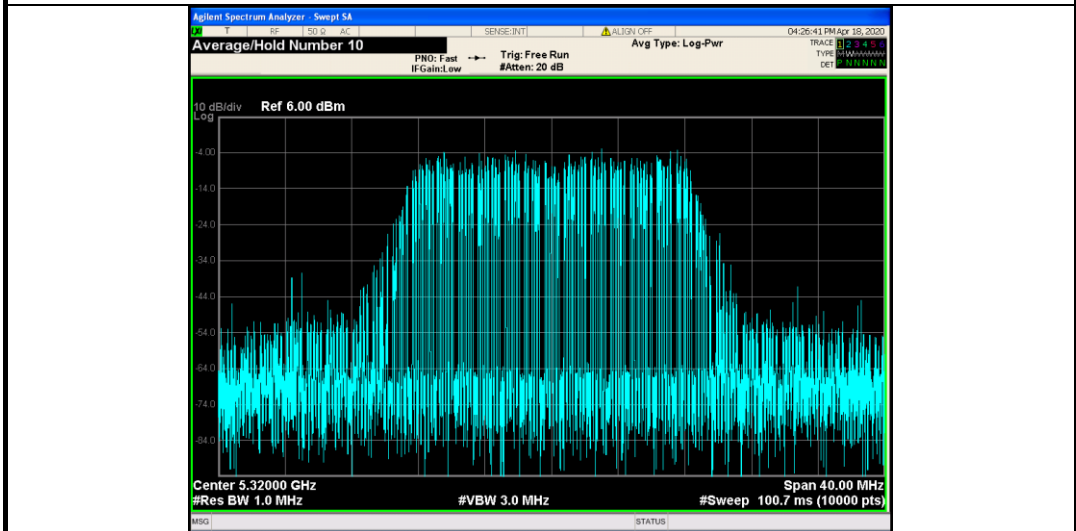 Agilent Spectrum Analyzer - Swept SA
T RF 50 Ω AC SENSE:INT ALIGN OFF 04:26:41 PM Apr 18, 2020
Average/Hold Number 10 Avg Type: Log-Pwr TRACE 1 2 3 4 5 6
PNO: Fast Trig: Free Run TYPE
IFGain:Low #Atten: 20 dB DET P N N N N N
10 dB/div Ref 6.00 dBm
Log
-4.00
-14.0
-24.0
-34.0
-44.0
-54.0
-64.0
-74.0
-84.0
Center 5.32000 GHz Span 40.00 MHz
#Res BW 1.0 MHz #VBW 3.0 MHz #Sweep 100.7 ms (10000 pts)
MSG STATUS